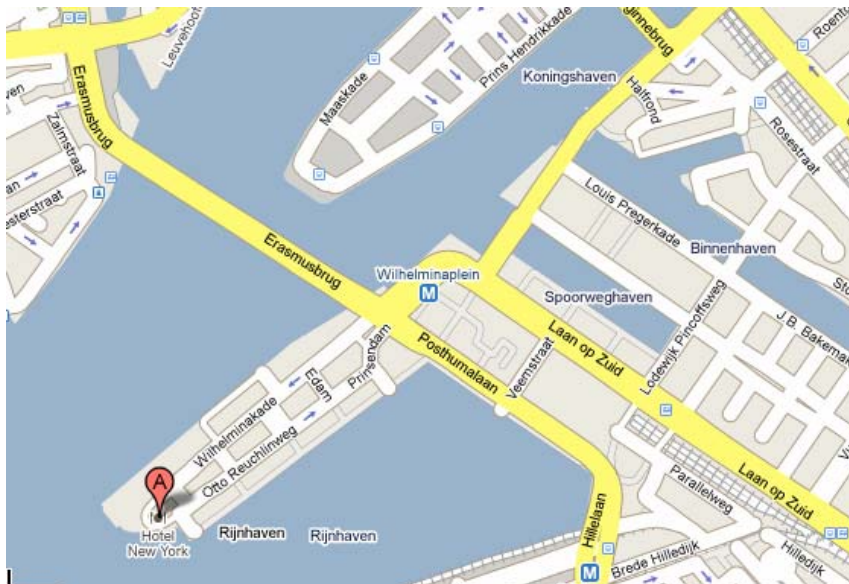 Leuvehoofd
Erasmusbrug
Zalmstraat
Maaskade
Prins Hendrikkade
Koningshaven
Halfrond
Rosestraat
Louis Pregerkade
Binnenhaven
Erasmusbrug
Wilhelminaplein
M
Spoorweghaven
Lodewijk Pincoffsweg
J.B. Bakema
Laan op Zuid
Veemstraat
Posthumalaan
Prinsendam
Edam
Wilhelminakade
Otto Reuchlinweg
A
Hotel
New York
Rijnhaven
Rijnhaven
Hillelaan
Parallelweg
Laan op Zuid
M
Brede Hilledijk
Hilledijk